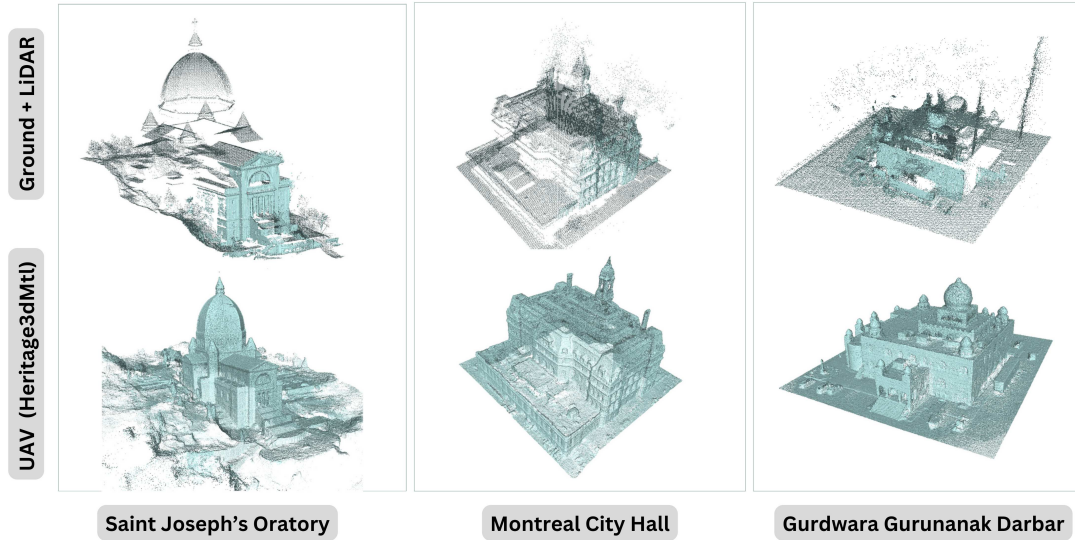 Ground + LiDAR
UAV (Heritage3dMtl)
Saint Joseph's Oratory
Montreal City Hall
Gurdwara Gurunanak Darbar